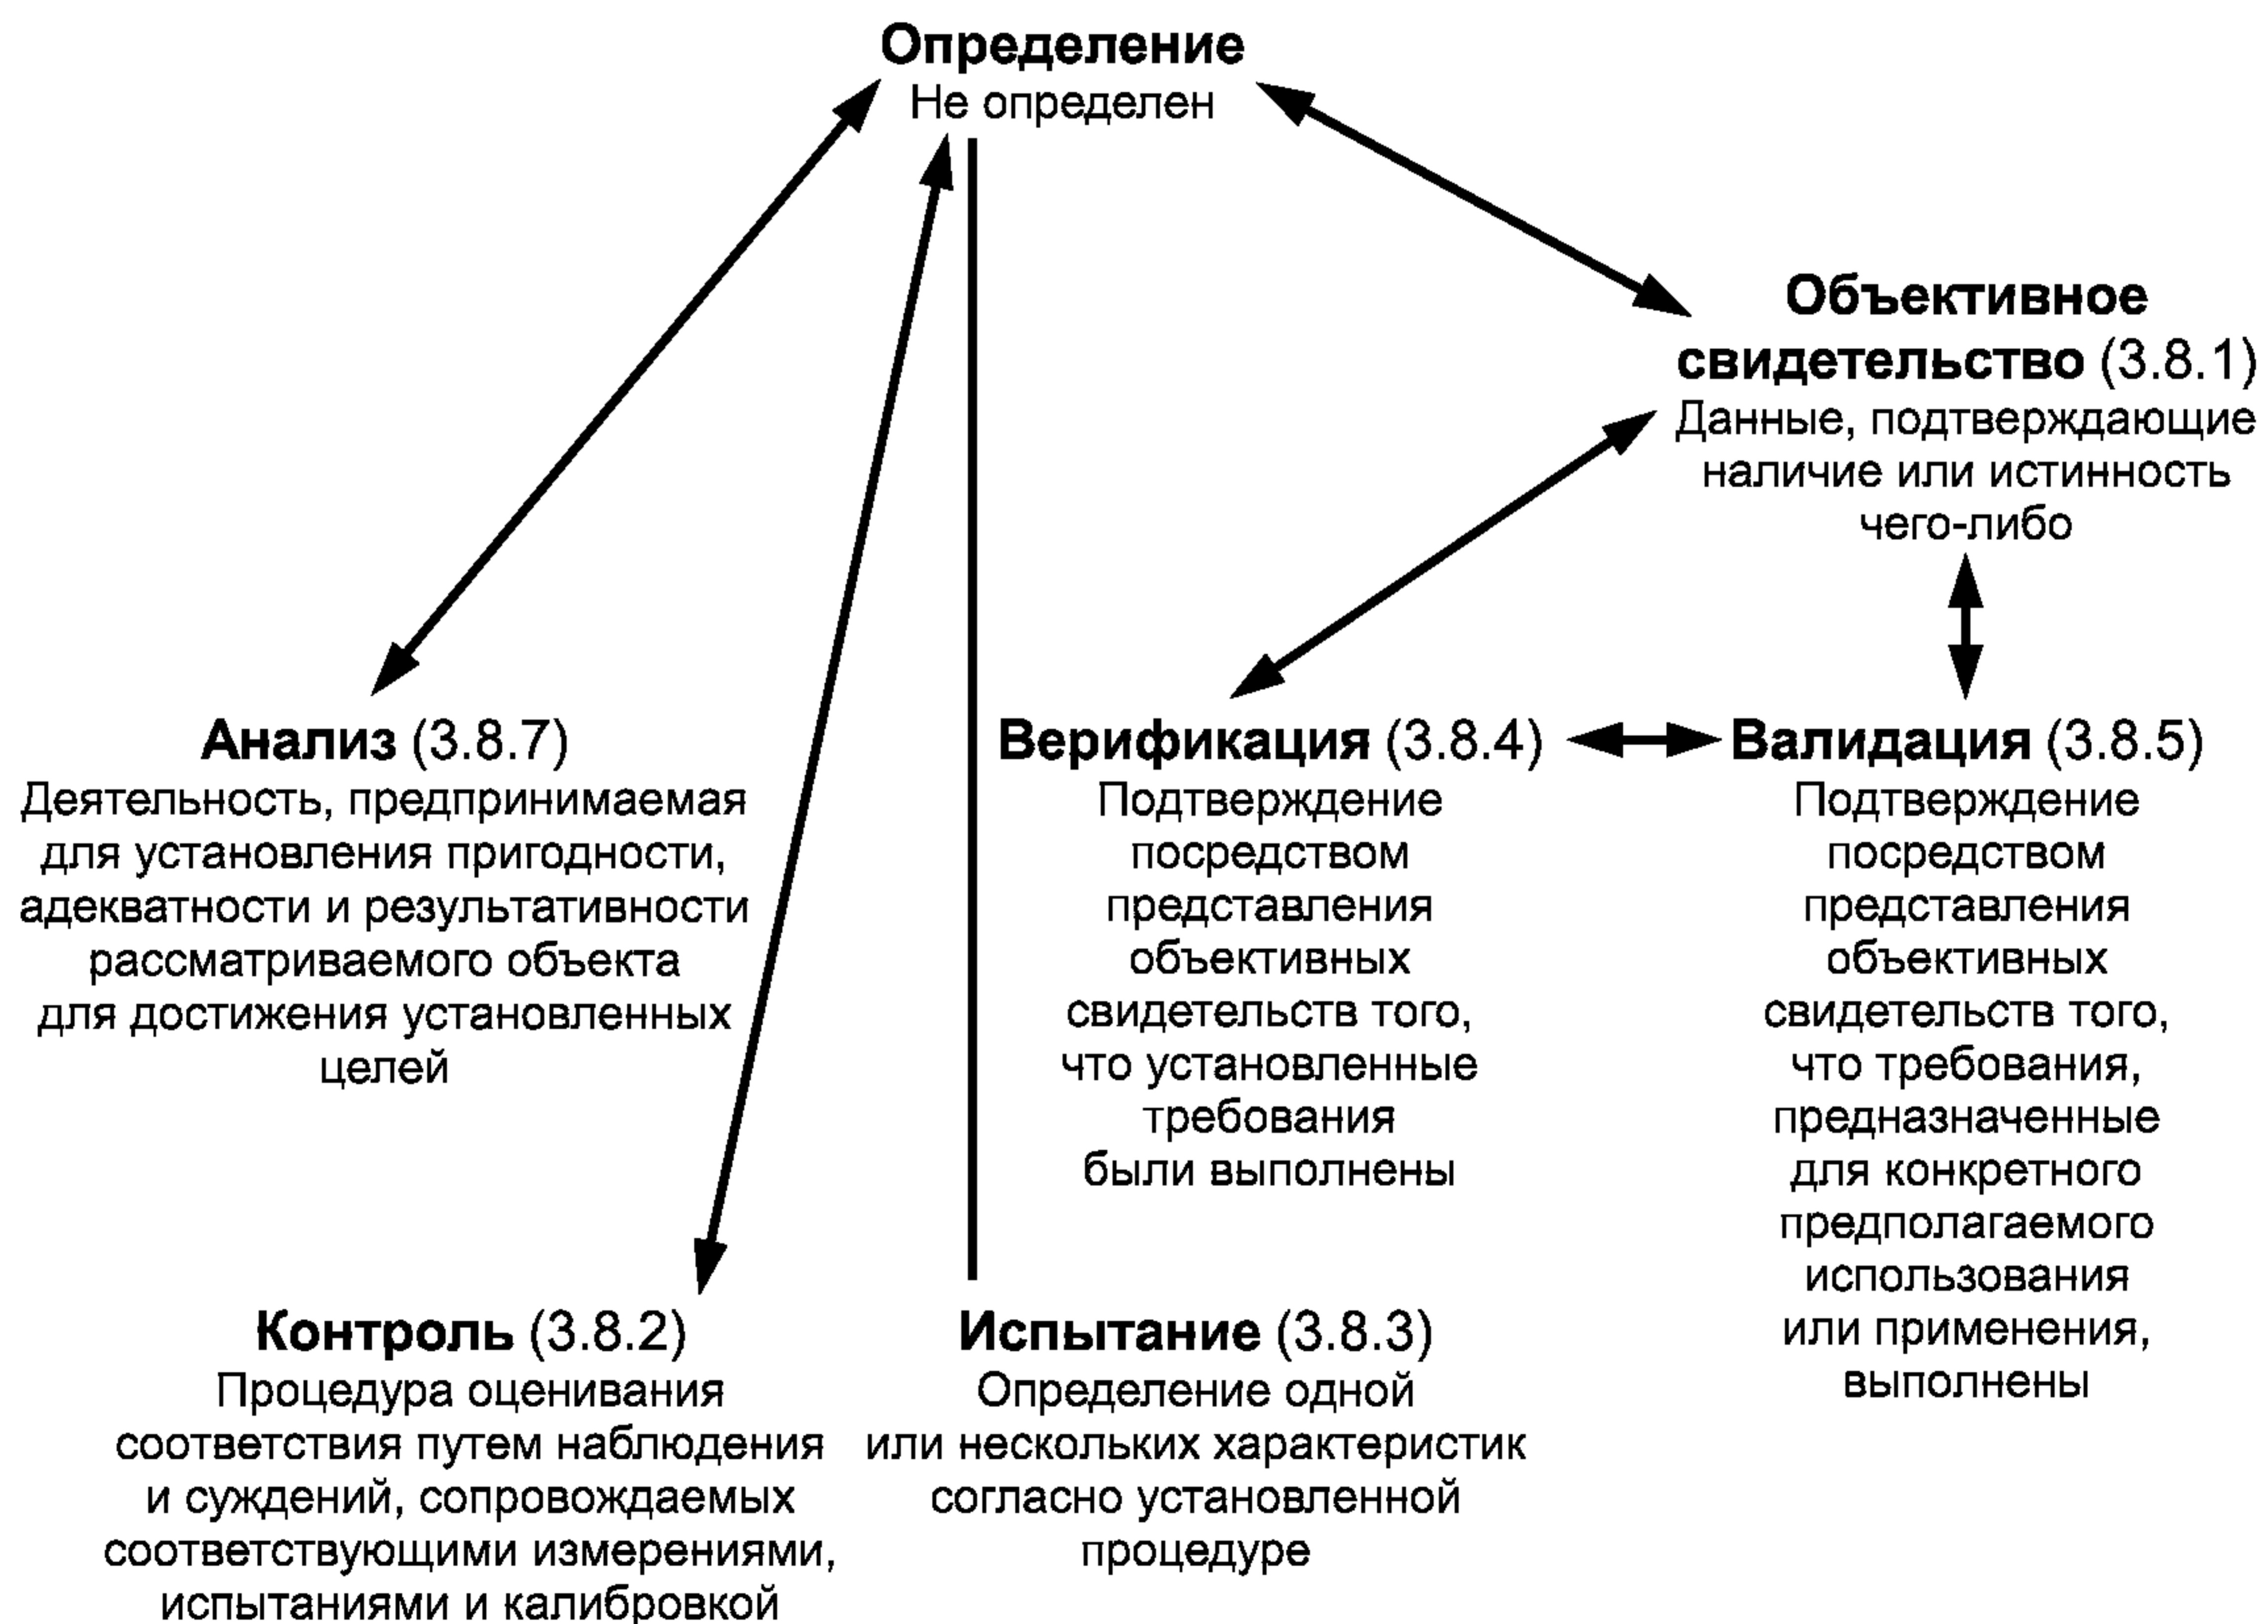 Определение
Не определен
Объективное
свидетельство (3.8.1)
Данные, подтверждающие
наличие или истинность
чего-либо
Анализ (3.8.7)
Деятельность, предпринимаемая
для установления пригодности,
адекватности и результативности
рассматриваемого объекта
для достижения установленных
целей
Верификация (3.8.4)
Подтверждение
посредством
представления
объективных
свидетельств того,
что установленные
требования
были выполнены
Валидация (3.8.5)
Подтверждение
посредством
представления
объективных
свидетельств того,
что требования,
предназначенные
для конкретного
предполагаемого
использования
или применения,
выполнены
Контроль (3.8.2)
Процедура оценивания
соответствия путем наблюдения
и суждений, сопровождаемых
соответствующими измерениями,
испытаниями и калибровкой
Испытание (3.8.3)
Определение одной
или нескольких характеристик
согласно установленной
процедуре